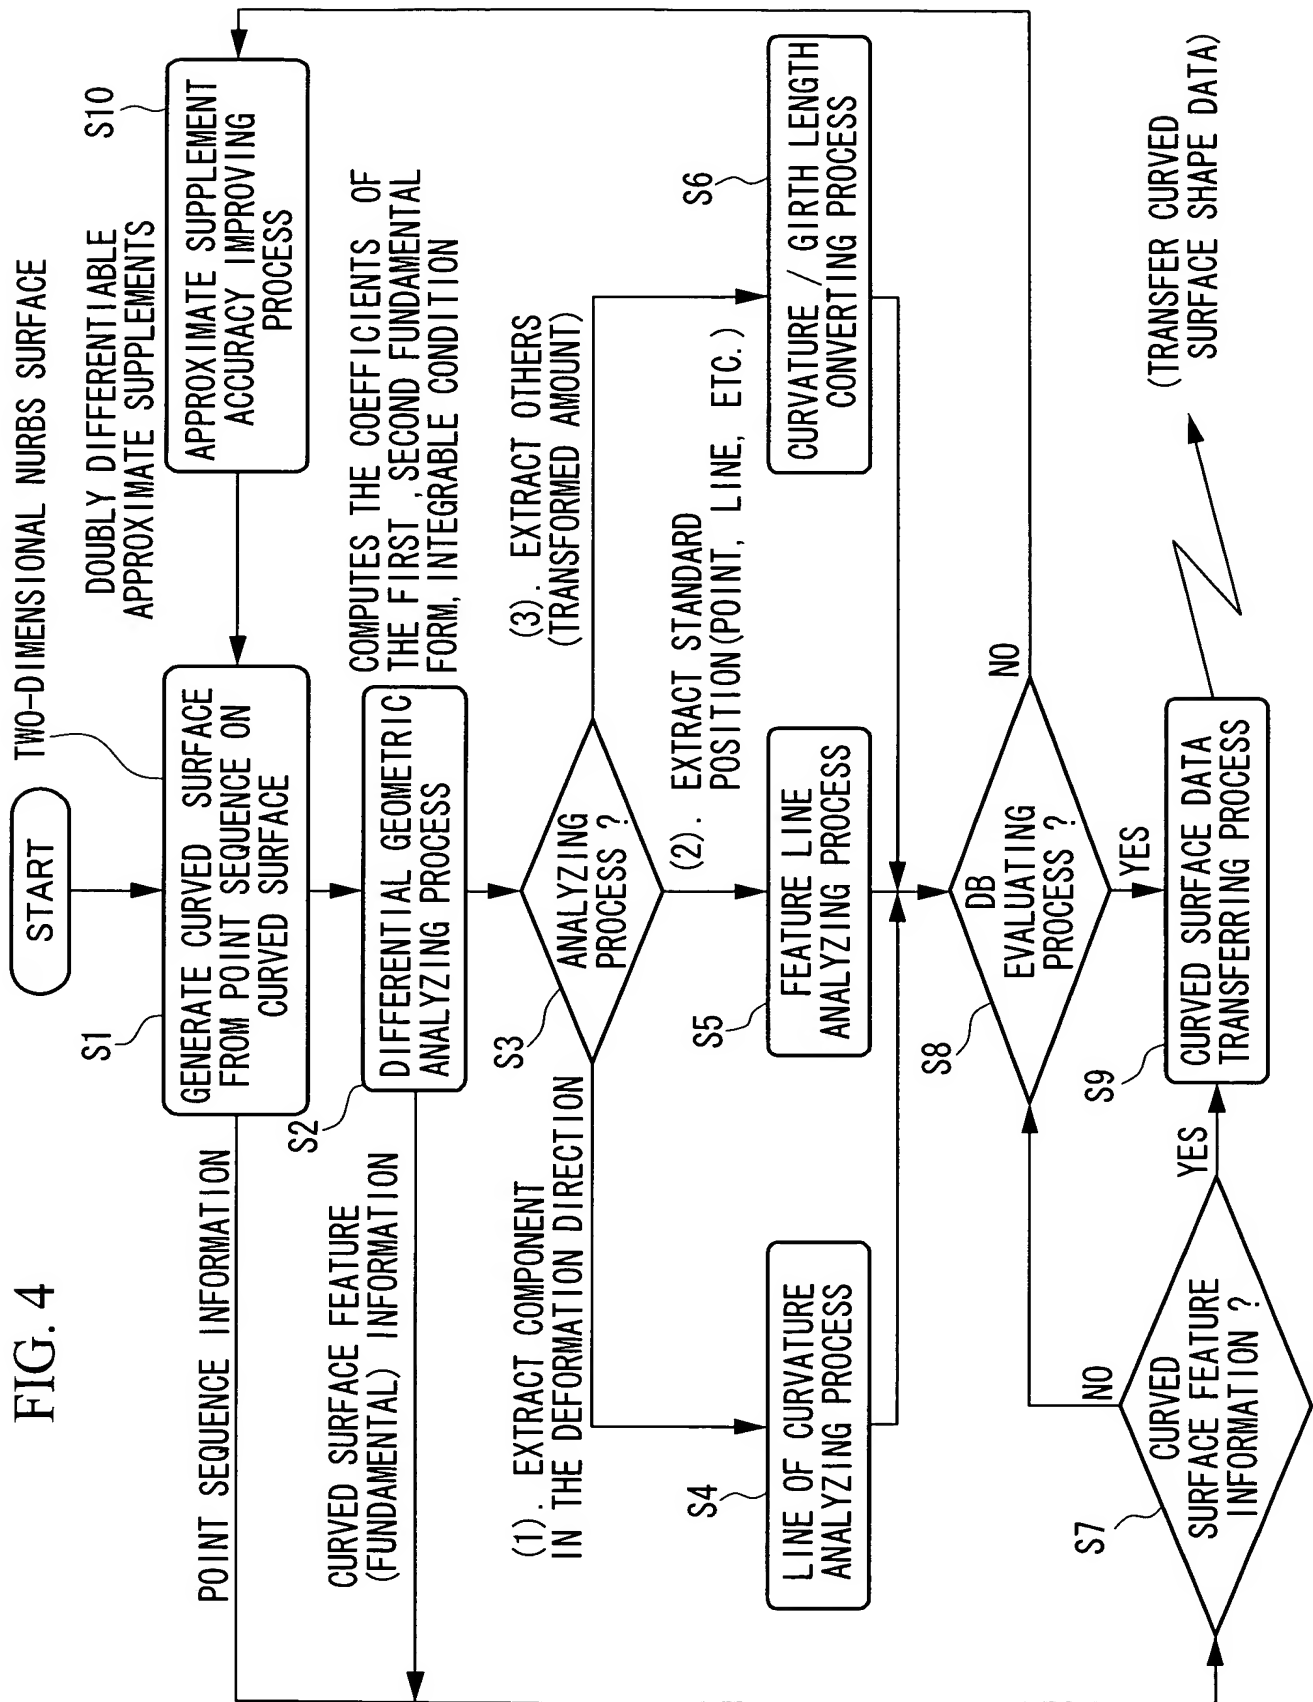 FIG. 4
START
TWO-DIMENSIONAL NURBS SURFACE
S1
GENERATE CURVED SURFACE
FROM POINT SEQUENCE ON
CURVED SURFACE
DOUBLY DIFFERENTIABLE
APPROXIMATE SUPPLEMENTS
S10
APPROXIMATE SUPPLEMENT
ACCURACY IMPROVING
PROCESS
POINT SEQUENCE INFORMATION
S2
DIFFERENTIAL GEOMETRIC
ANALYZING PROCESS
COMPUTES THE COEFFICIENTS OF
THE FIRST ,SECOND FUNDAMENTAL
FORM, INTEGRABLE CONDITION
CURVED SURFACE FEATURE
(FUNDAMENTAL) INFORMATION
S3
ANALYZING
PROCESS ?
(1). EXTRACT COMPONENT
IN THE DEFORMATION DIRECTION
(2). EXTRACT STANDARD
POSITION(POINT, LINE, ETC.)
(3). EXTRACT OTHERS
(TRANSFORMED AMOUNT)
S4
LINE OF CURVATURE
ANALYZING PROCESS
S5
FEATURE LINE
ANALYZING PROCESS
S6
CURVATURE / GIRTH LENGTH
CONVERTING PROCESS
S8
DB
EVALUATING
PROCESS ?
NO
YES
S7
CURVED
SURFACE FEATURE
INFORMATION ?
NO
YES
S9
CURVED SURFACE DATA
TRANSFERRING PROCESS
(TRANSFER CURVED
SURFACE SHAPE DATA)